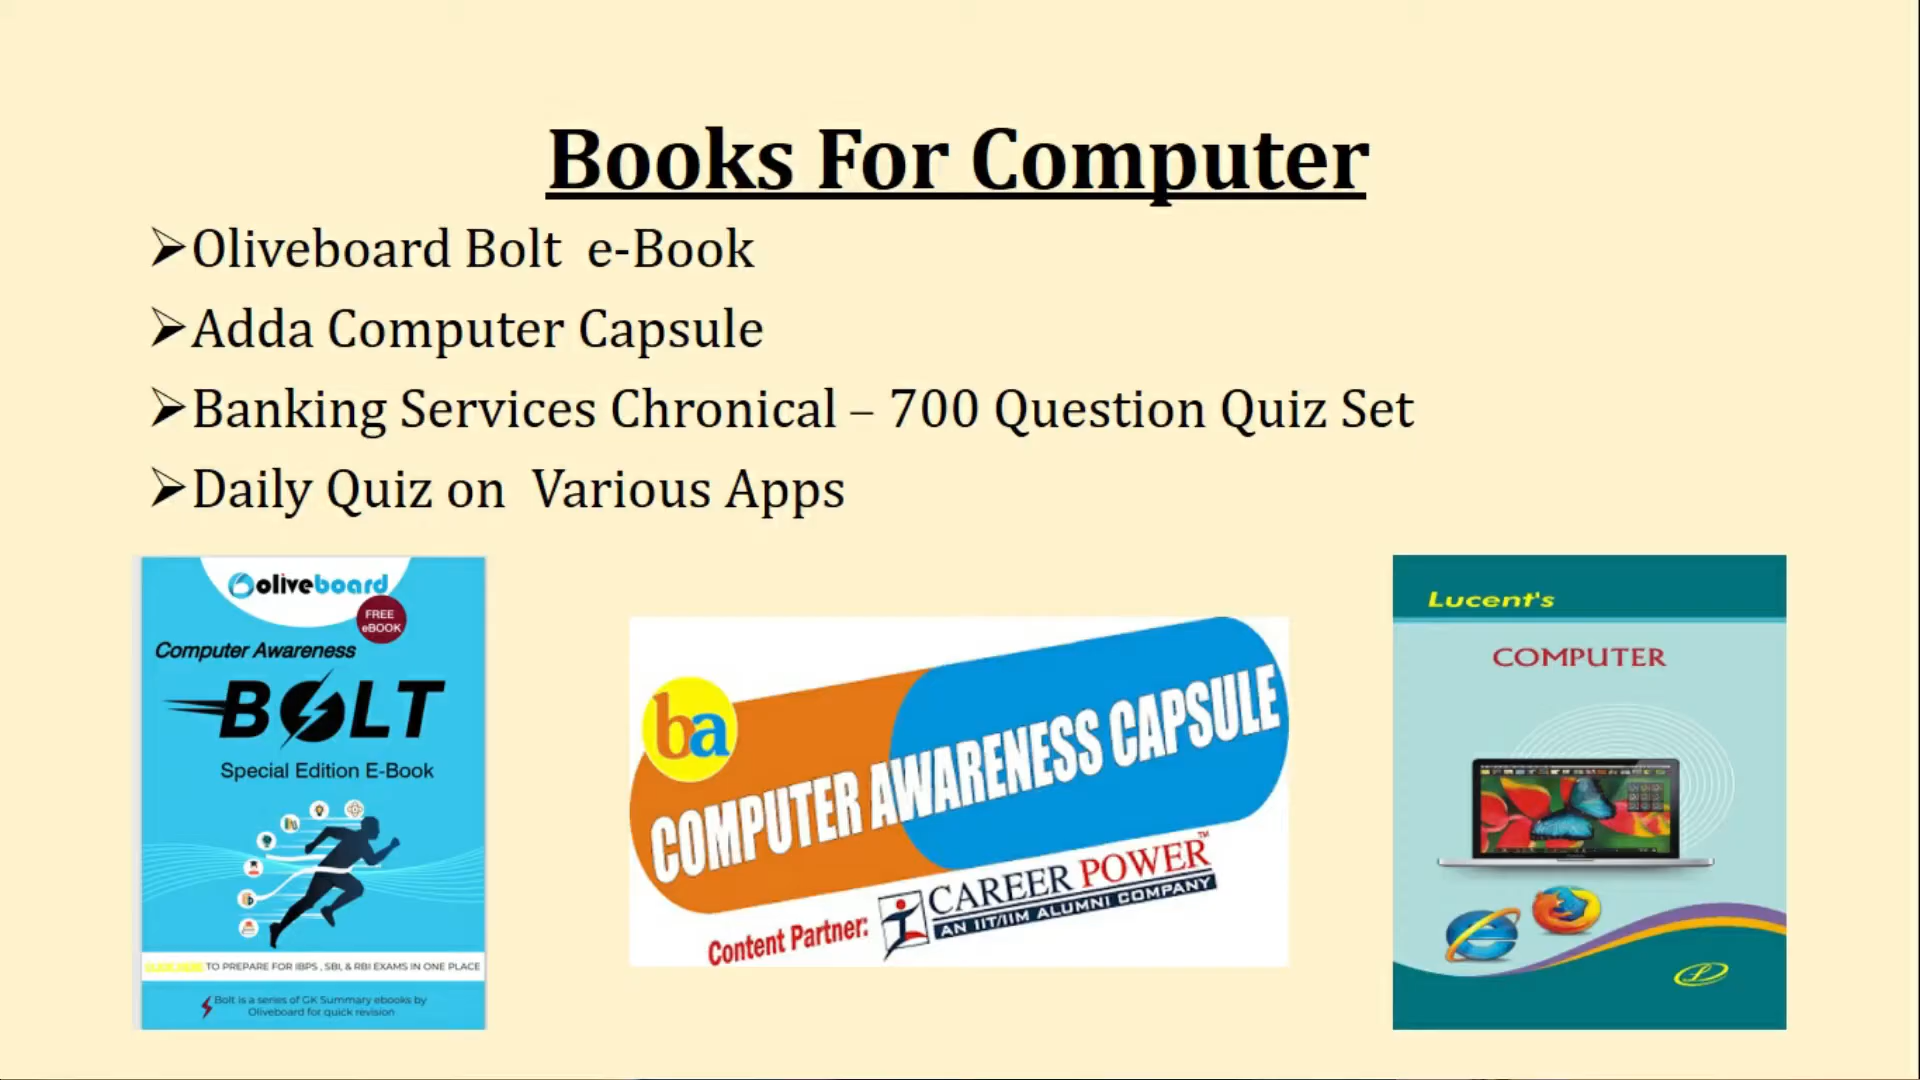 Books For Computer
➢Oliveboard Bolt e-Book
➢Adda Computer Capsule
➢Banking Services Chronical – 700 Question Quiz Set
➢Daily Quiz on Various Apps
oliveboard
FREE
eBOOK
Computer Awareness
BOLT
Special Edition E-Book
CLICK HERE TO PREPARE FOR IBPS , SBI, & RBI EXAMS IN ONE PLACE
Bolt is a series of GK Summary ebooks by
Oliveboard for quick revision
ba
COMPUTER AWARENESS CAPSULE
Content Partner:
CAREER POWER™
AN IIT/IIM ALUMNI COMPANY
Lucent's
COMPUTER